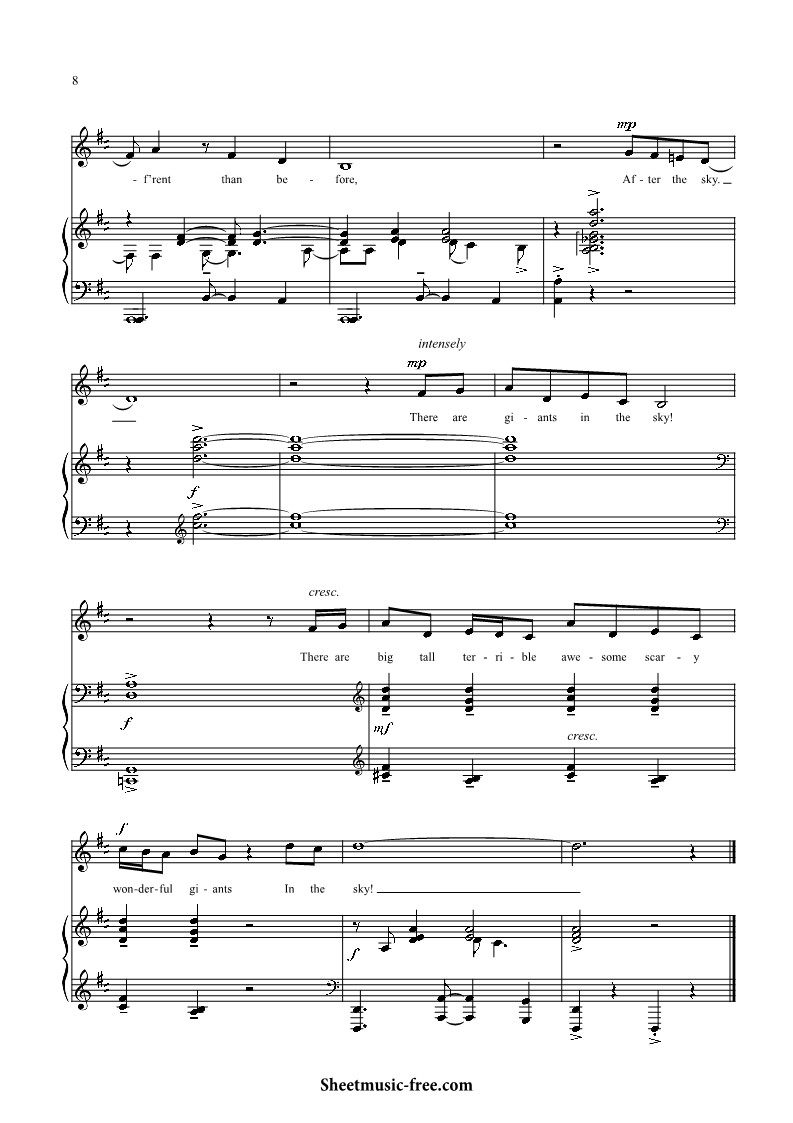 8
mp
- f'rent than be - fore, Af - ter the sky.
intensely
mp
There are gi - ants in the sky!
f
cresc.
There are big tall ter - ri - ble awe - some scar - y
f
mf
cresc.
f
won-der-ful gi - ants In the sky!
f
Sheetmusic-free.com